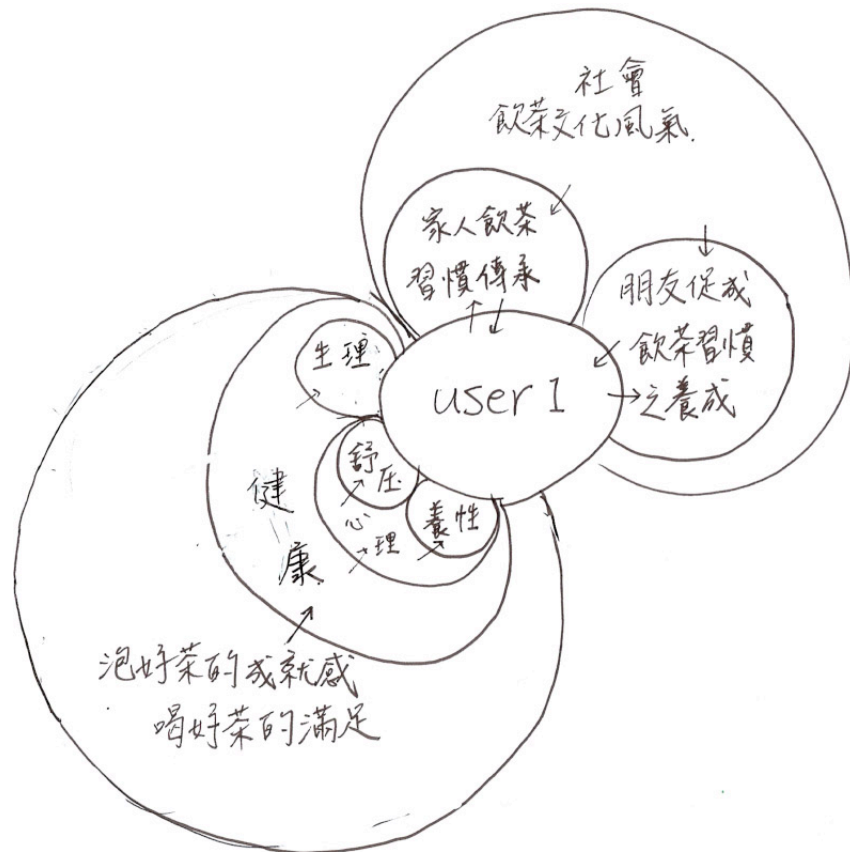 社會
飲茶文化風氣
家人飲茶
習慣傳承
朋友促成
飲茶習慣
之養成
user 1
生理
舒
压
心
理
養性
健
康
泡好茶的成就感
喝好茶的滿足